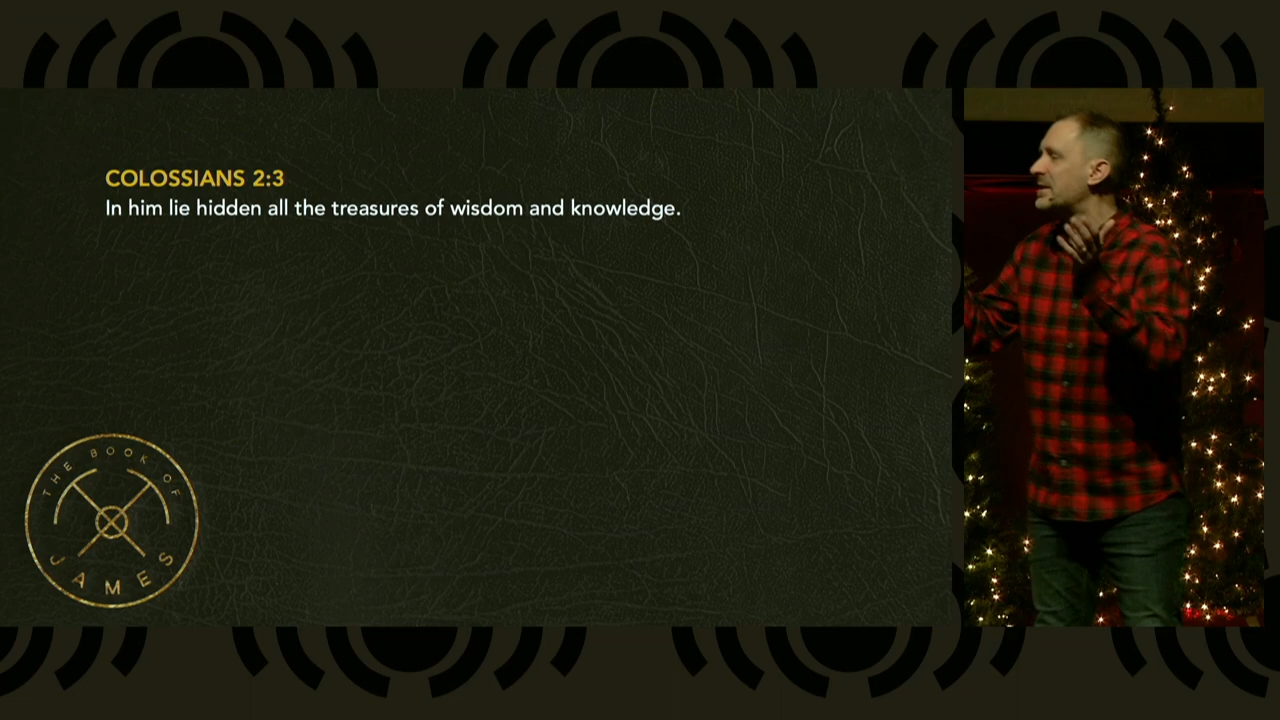 COLOSSIANS 2:3
In him lie hidden all the treasures of wisdom and knowledge.
THE BOOK OF
JAMES